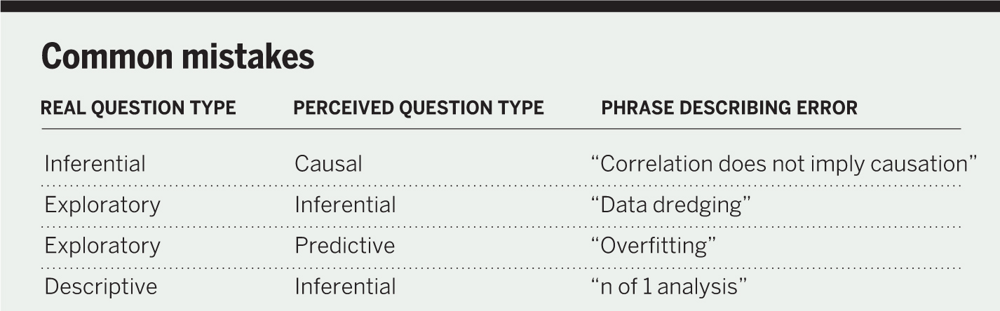 Common mistakes
REAL QUESTION TYPE PERCEIVED QUESTION TYPE PHRASE DESCRIBING ERROR
Inferential Causal “Correlation does not imply causation”
Exploratory Inferential “Data dredging”
Exploratory Predictive “Overfitting”
Descriptive Inferential “n of 1 analysis”